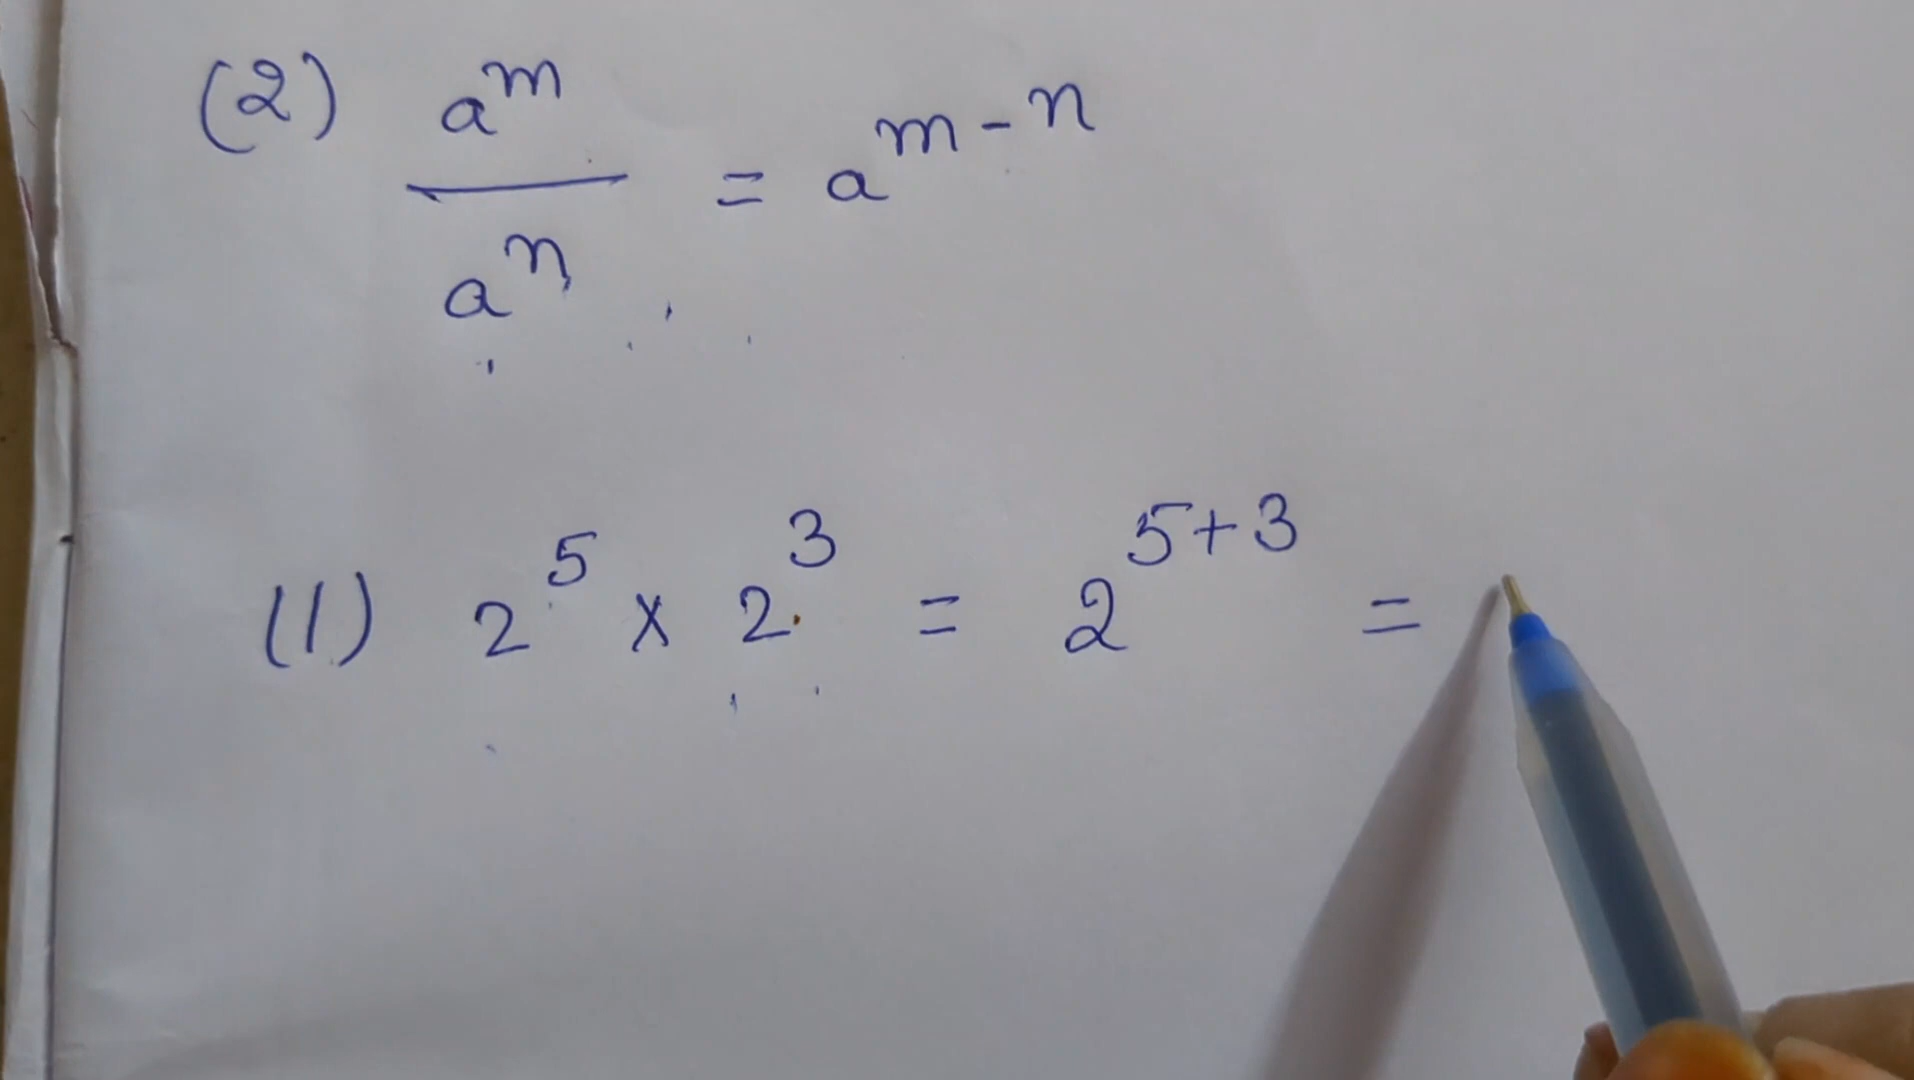 (2) a^m / a^n = a^(m-n)
(1) 2^5 x 2^3 = 2^(5+3) =